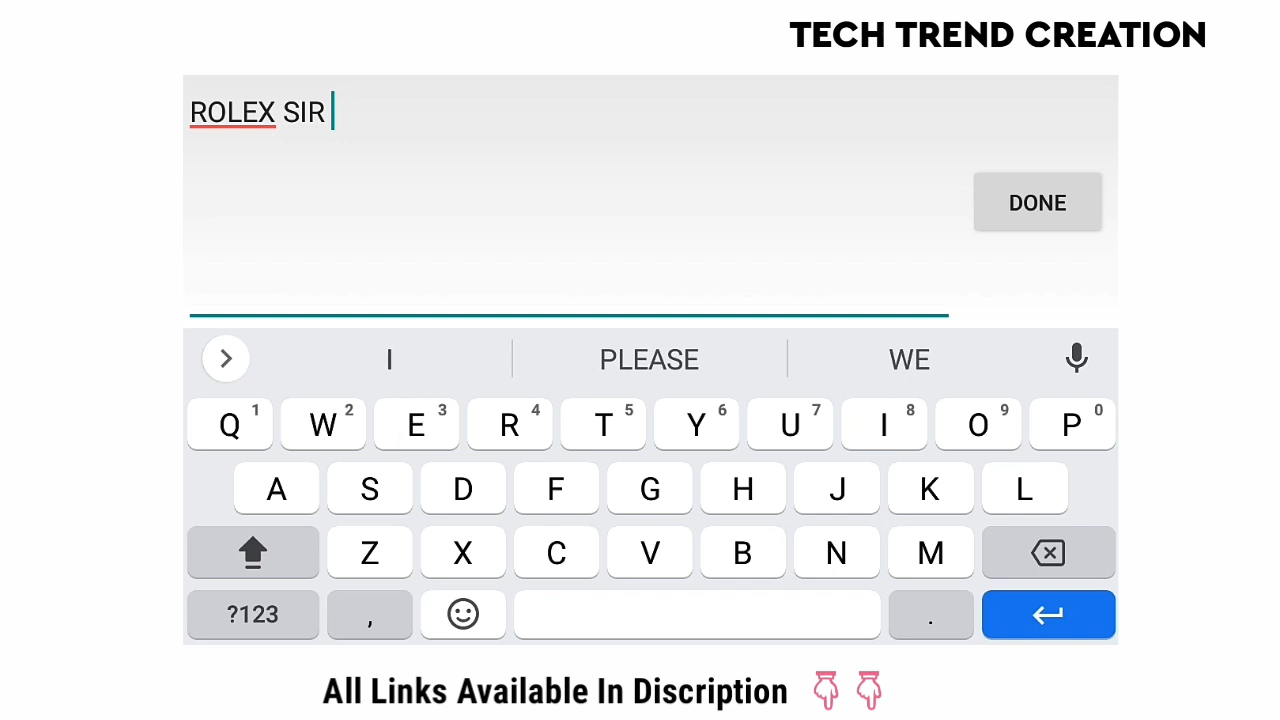 TECH TREND CREATION
ROLEX SIR
DONE
I PLEASE WE
Q 1 W 2 E 3 R 4 T 5 Y 6 U 7 I 8 O 9 P 0
A S D F G H J K L
Z X C V B N M
?123 , .
All Links Available In Discription